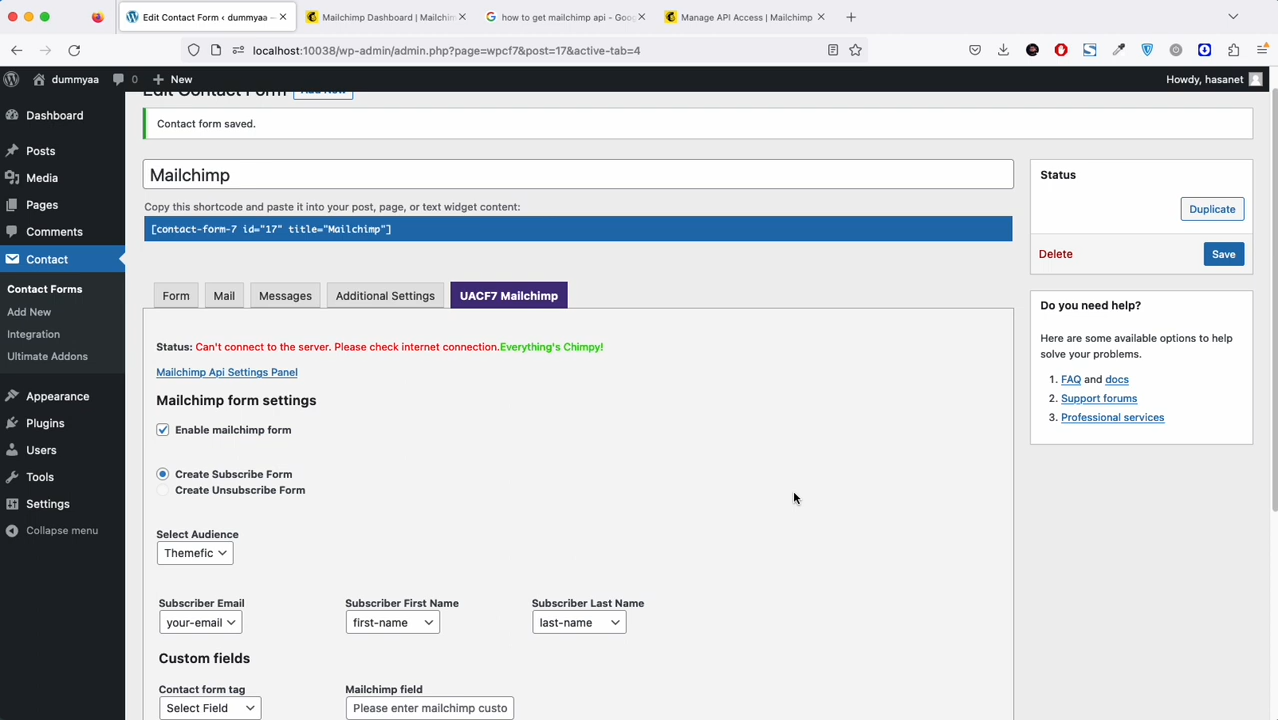 Edit Contact Form ‹ dummyaa —
Mailchimp Dashboard | Mailchim
how to get mailchimp api - Goo
Manage API Access | Mailchimp
localhost:10038/wp-admin/admin.php?page=wpcf7&post=17&active-tab=4
dummyaa
0
New
Howdy, hasanet
Dashboard
Posts
Media
Pages
Comments
Contact
Contact Forms
Add New
Integration
Ultimate Addons
Appearance
Plugins
Users
Tools
Settings
Collapse menu
Edit Contact Form
Add New
Contact form saved.
Mailchimp
Copy this shortcode and paste it into your post, page, or text widget content:
[contact-form-7 id="17" title="Mailchimp"]
Form
Mail
Messages
Additional Settings
UACF7 Mailchimp
Status: Can't connect to the server. Please check internet connection.Everything's Chimpy!
Mailchimp Api Settings Panel
Mailchimp form settings
Enable mailchimp form
Create Subscribe Form
Create Unsubscribe Form
Select Audience
Themefic
Subscriber Email
Subscriber First Name
Subscriber Last Name
your-email
first-name
last-name
Custom fields
Contact form tag
Mailchimp field
Select Field
Please enter mailchimp custo
Status
Duplicate
Delete
Save
Do you need help?
Here are some available options to help
solve your problems.
1. FAQ and docs
2. Support forums
3. Professional services